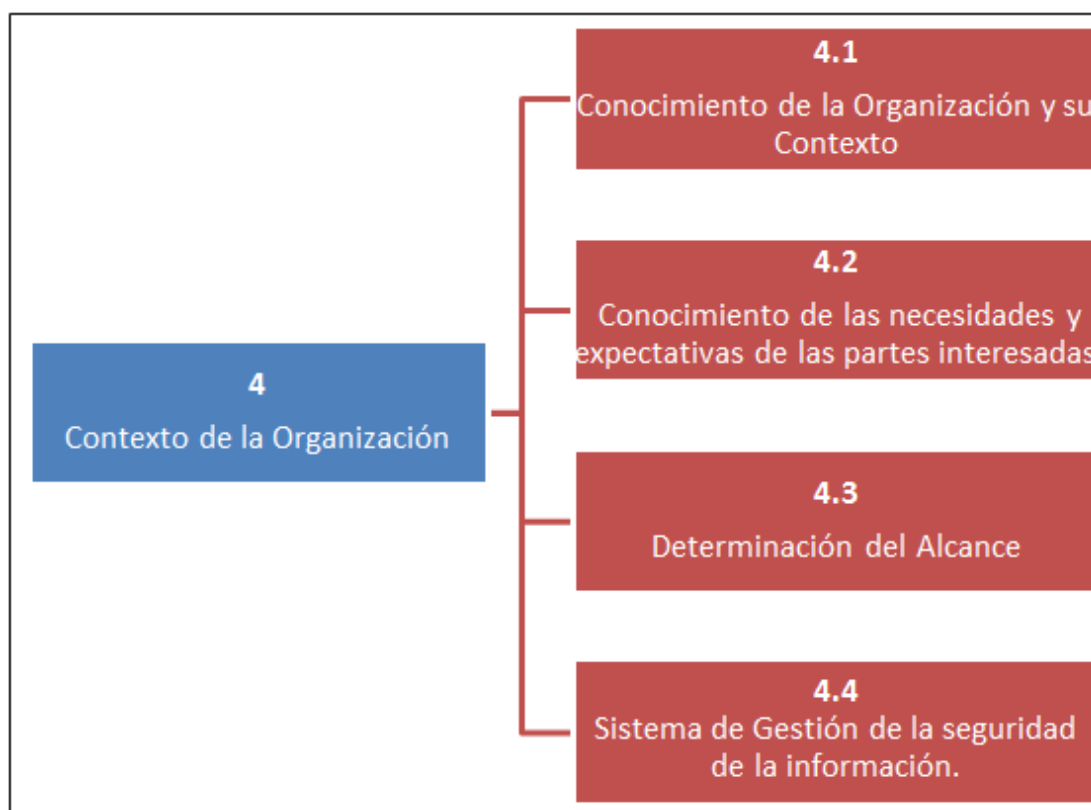 4
Contexto de la Organización
4.1
Conocimiento de la Organización y su
Contexto
4.2
Conocimiento de las necesidades y
expectativas de las partes interesadas
4.3
Determinación del Alcance
4.4
Sistema de Gestión de la seguridad
de la información.